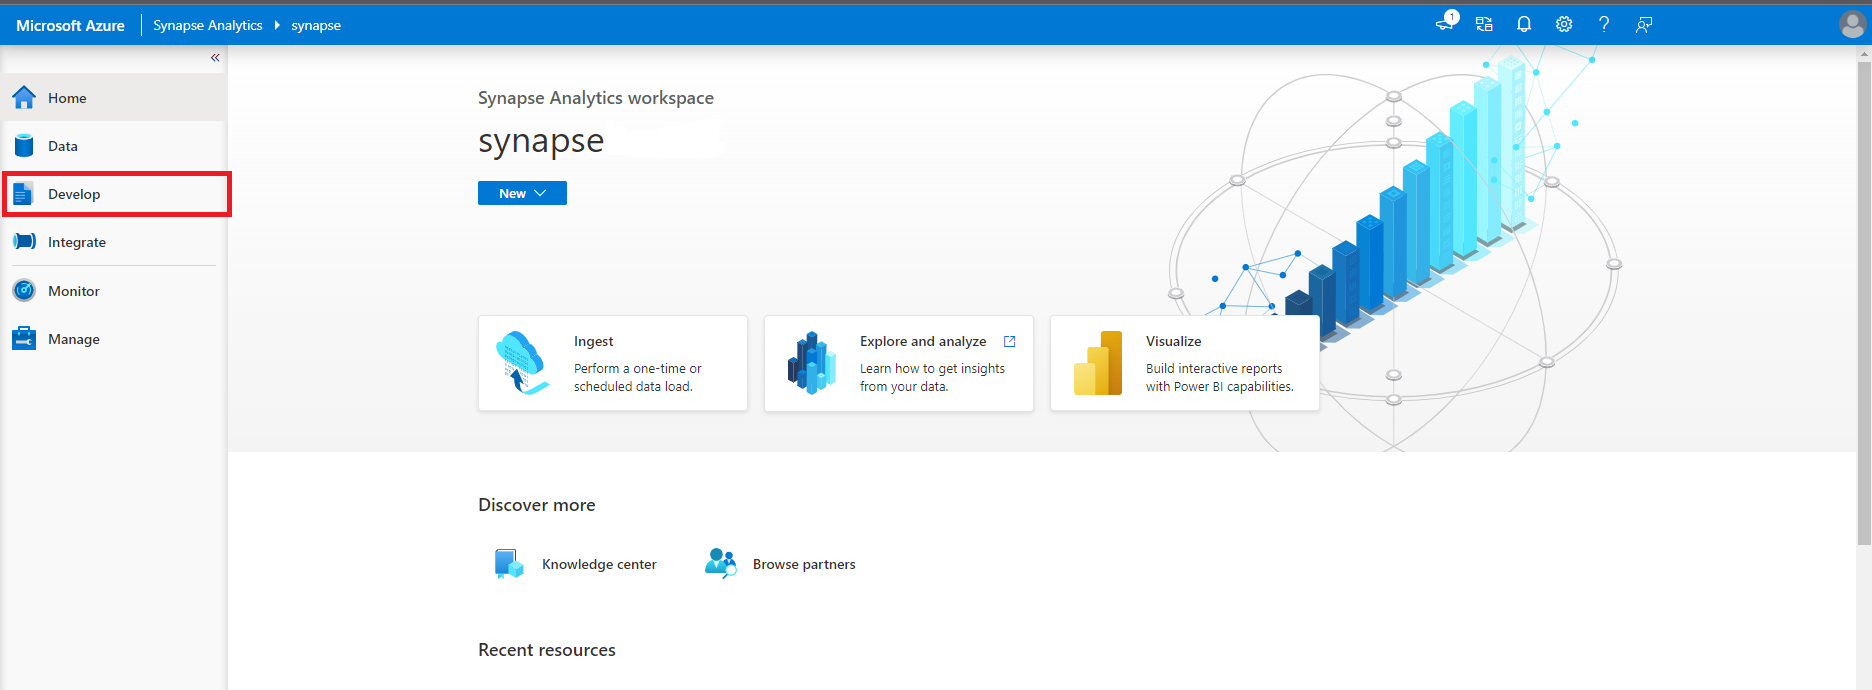 Microsoft Azure
Synapse Analytics
synapse
1
Home
Data
Develop
Integrate
Monitor
Manage
Synapse Analytics workspace
synapse
New
Ingest
Perform a one-time or
scheduled data load.
Explore and analyze
Learn how to get insights
from your data.
Visualize
Build interactive reports
with Power BI capabilities.
Discover more
Knowledge center
Browse partners
Recent resources